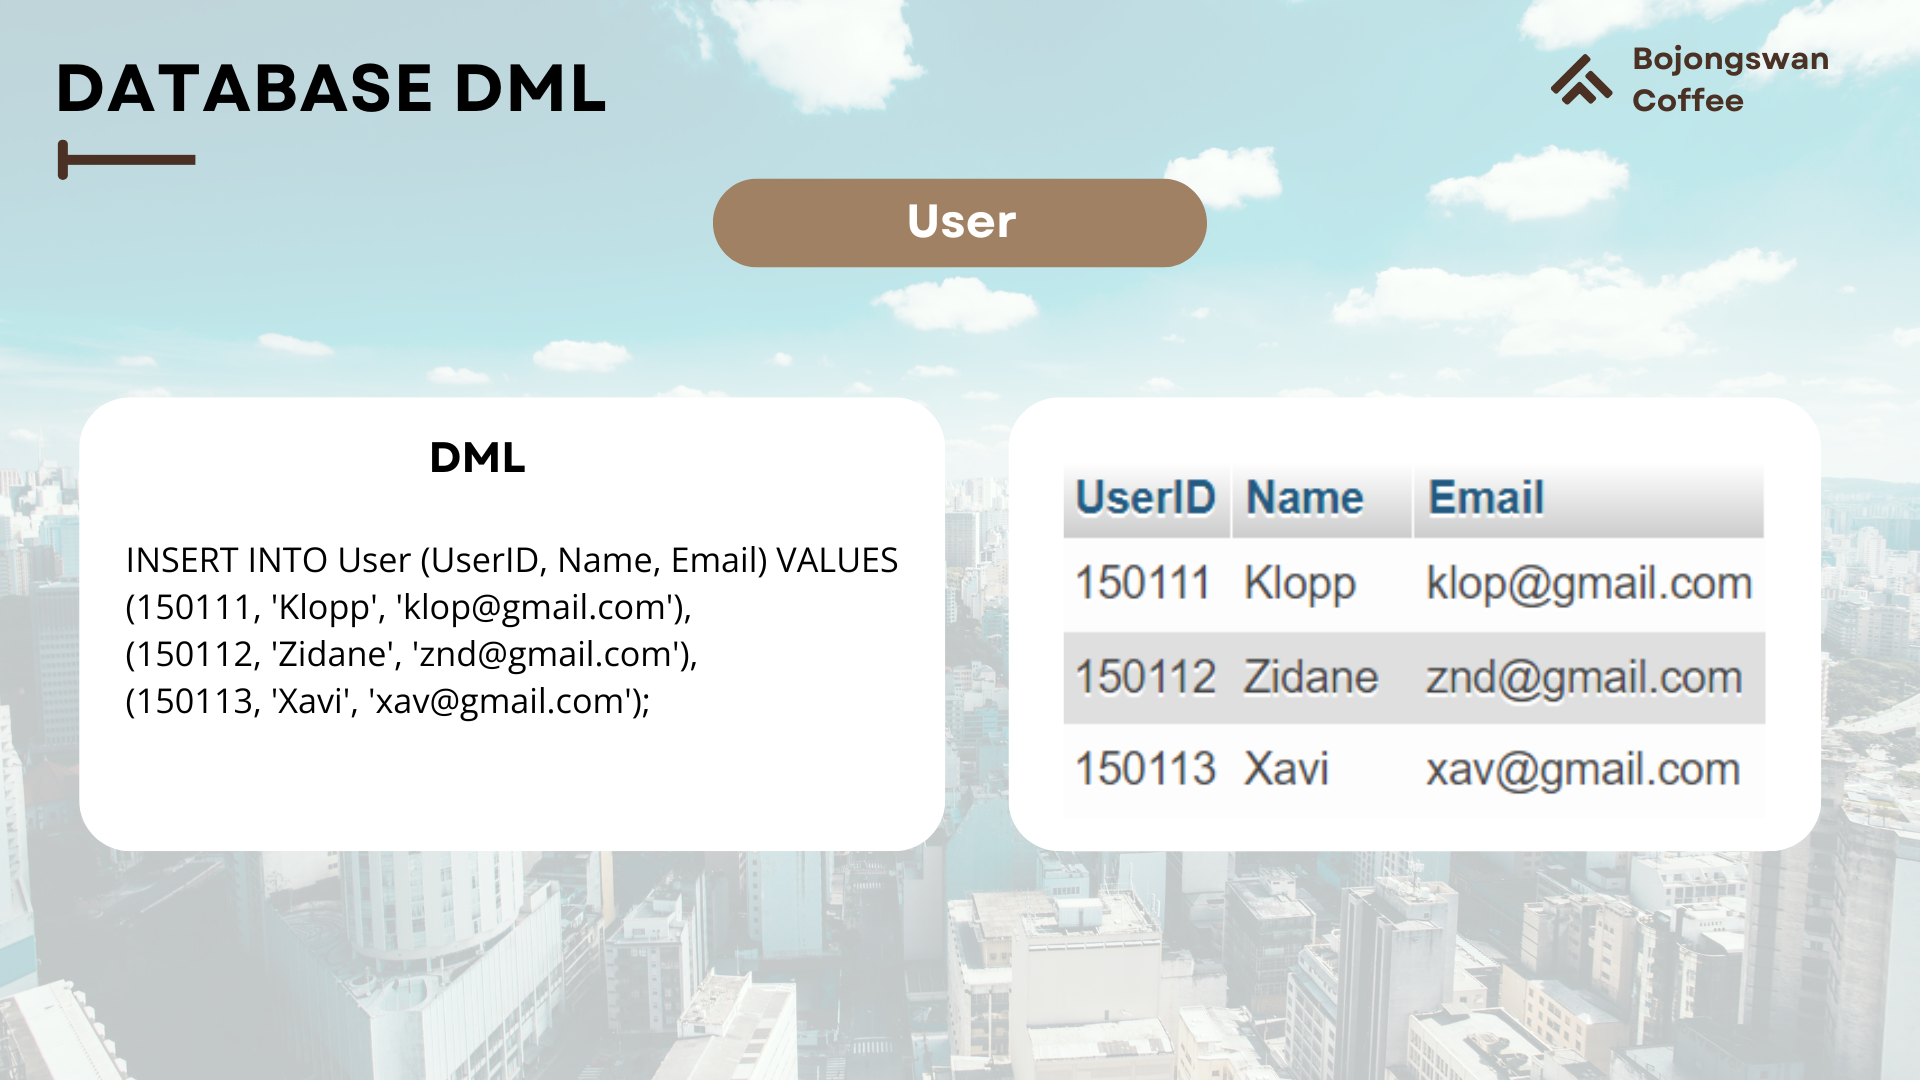 DATABASE DML
Bojongswan
Coffee
User
DML
INSERT INTO User (UserID, Name, Email) VALUES
(150111, 'Klopp', 'klop@gmail.com'),
(150112, 'Zidane', 'znd@gmail.com'),
(150113, 'Xavi', 'xav@gmail.com');
UserID Name Email
150111 Klopp klop@gmail.com
150112 Zidane znd@gmail.com
150113 Xavi xav@gmail.com